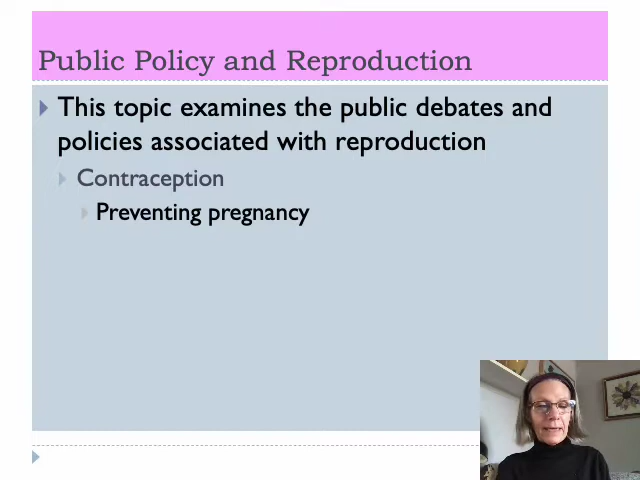 Public Policy and Reproduction
This topic examines the public debates and
policies associated with reproduction
Contraception
Preventing pregnancy